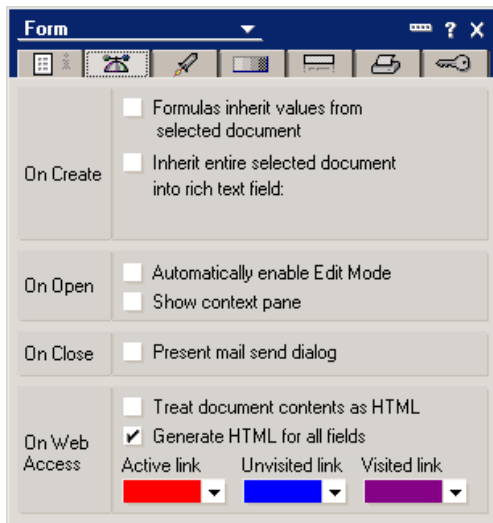 Form
? X
On Create
Formulas inherit values from
selected document
Inherit entire selected document
into rich text field:
On Open
Automatically enable Edit Mode
Show context pane
On Close
Present mail send dialog
On Web
Access
Treat document contents as HTML
Generate HTML for all fields
Active link Unvisited link Visited link